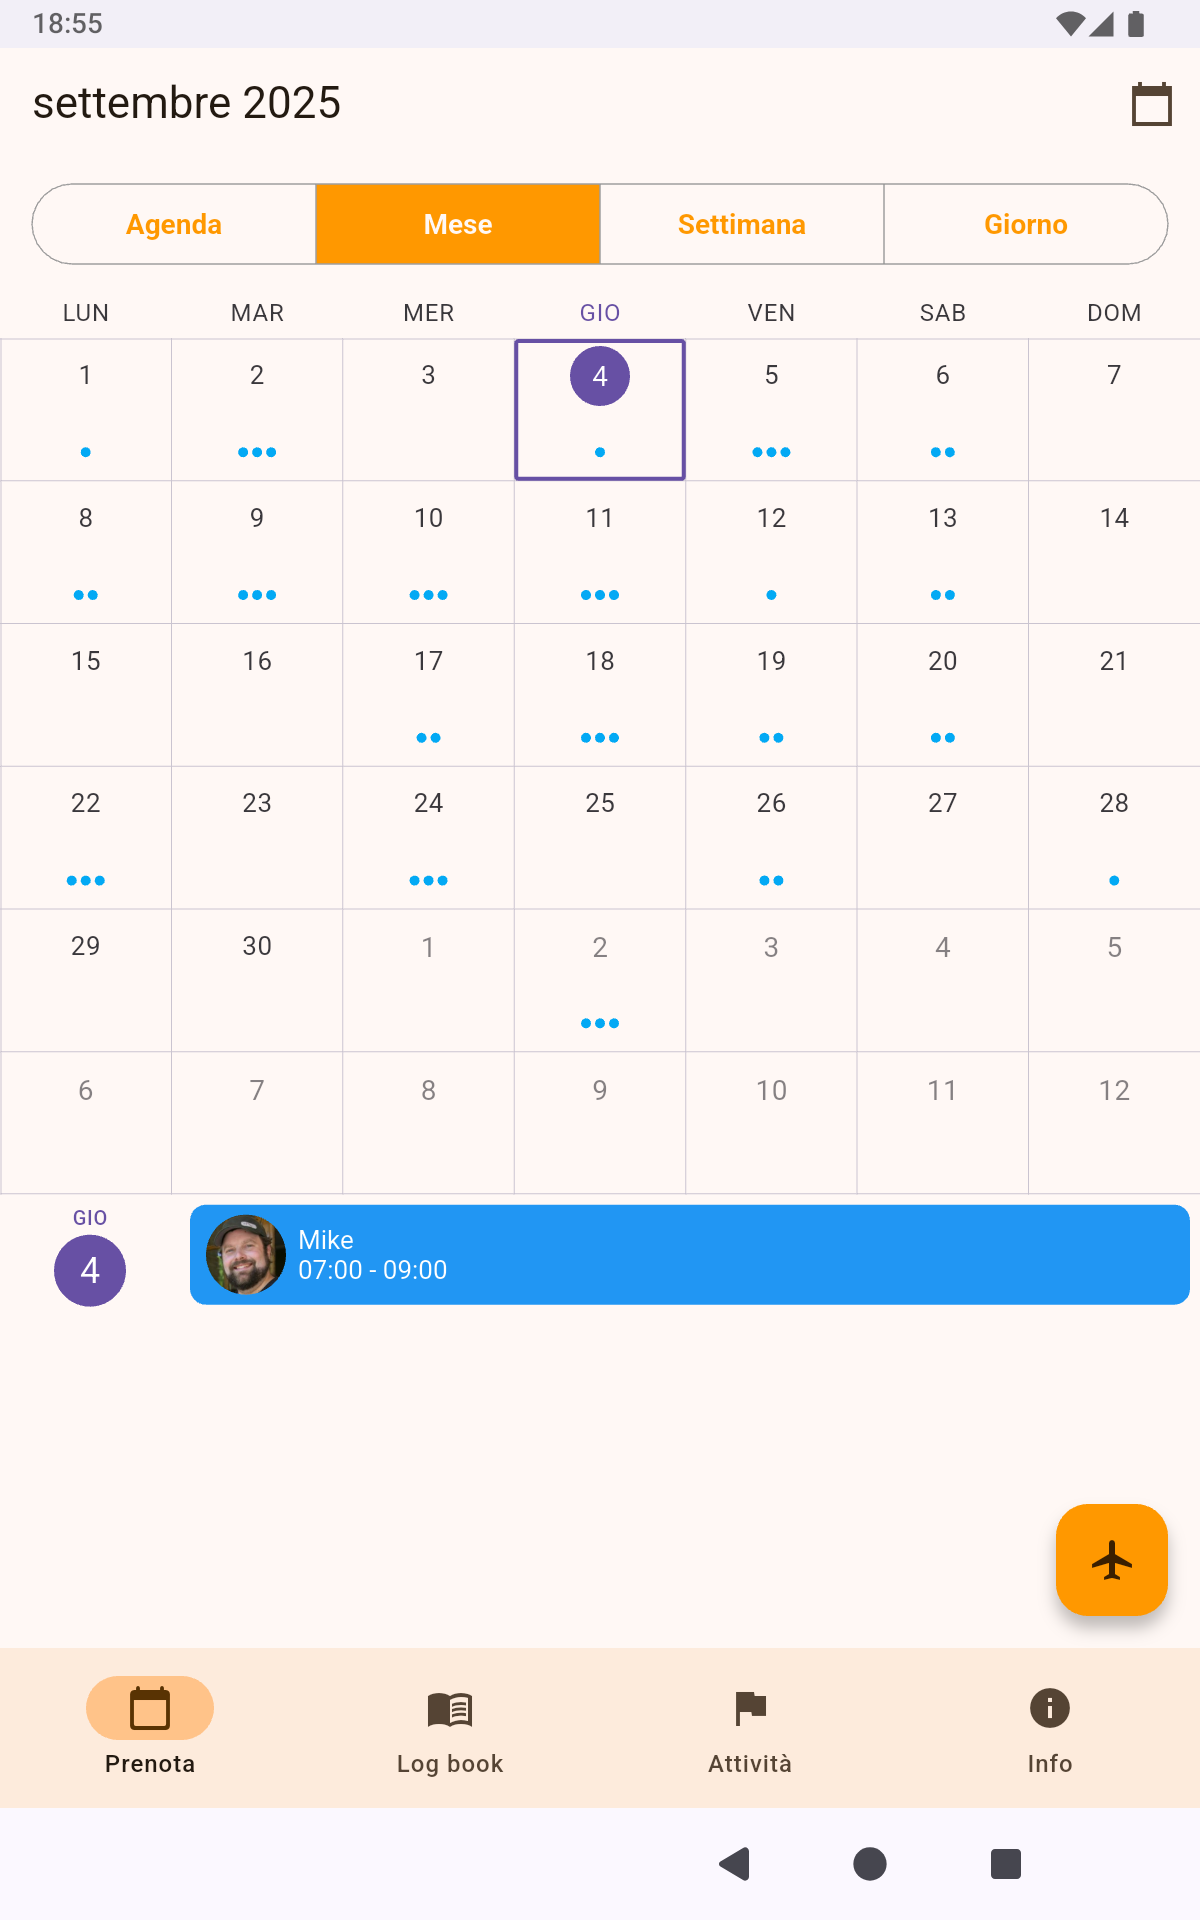 18:55
settembre 2025
Agenda Mese Settimana Giorno
LUN MAR MER GIO VEN SAB DOM
1 2 3 4 5 6 7
8 9 10 11 12 13 14
15 16 17 18 19 20 21
22 23 24 25 26 27 28
29 30 1 2 3 4 5
6 7 8 9 10 11 12
GIO
4
Mike
07:00 - 09:00
Prenota Log book Attività Info